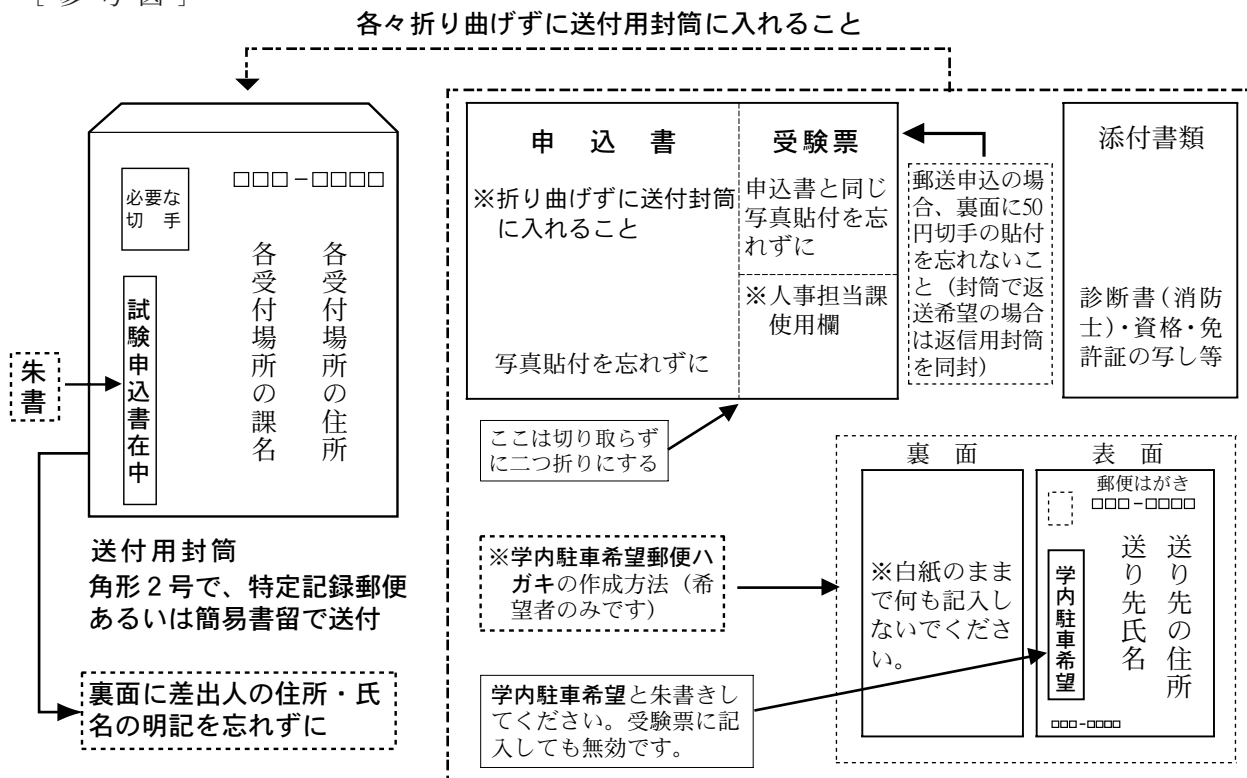 ［参考図］
各々折り曲げずに送付用封筒に入れること
必要な
切　手
□□□－□□□□
各受付場所の住所
各受付場所の課名
試験申込書在中
朱書
送付用封筒
角形２号で、特定記録郵便
あるいは簡易書留で送付
裏面に差出人の住所・氏
名の明記を忘れずに
申　込　書
※折り曲げずに送付封筒
に入れること
写真貼付を忘れずに
受験票
申込書と同じ
写真貼付を忘
れずに
※人事担当課
使用欄
郵送申込の場
合、裏面に50
円切手の貼付
を忘れないこ
と（封筒で返
送希望の場合
は返信用封筒
を同封）
添付書類
診断書（消防
士）・資格・免
許証の写し等
ここは切り取らず
に二つ折りにする
※学内駐車希望郵便ハ
ガキの作成方法（希
望者のみです）
学内駐車希望と朱書きし
てください。受験票に記
入しても無効です。
裏　面
※白紙のまま
で何も記入し
ないでくださ
い。
表　面
郵便はがき
□□□－□□□□
送り先の住所
送り先氏名
学内駐車希望
□□□－□□□□